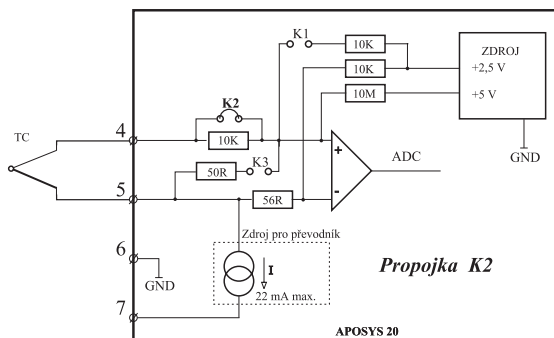 K1
10K
ZDROJ
10K
+2,5 V
10M
+5 V
K2
TC
4
10K
+
ADC
GND
50R
K3
5
56R
-
Zdroj pro převodník
6
GND
I
Propojka K2
22 mA max.
7
APOSYS 20